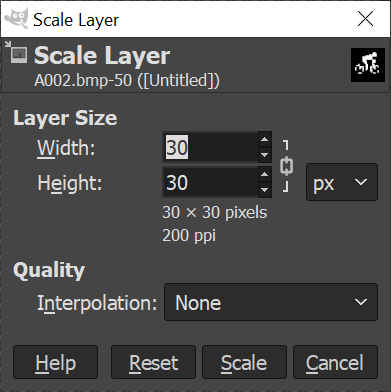 Scale Layer
Scale Layer
A002.bmp-50 ([Untitled])
Layer Size
Width: 30
Height: 30 px
30 × 30 pixels
200 ppi
Quality
Interpolation: None
Help Reset Scale Cancel